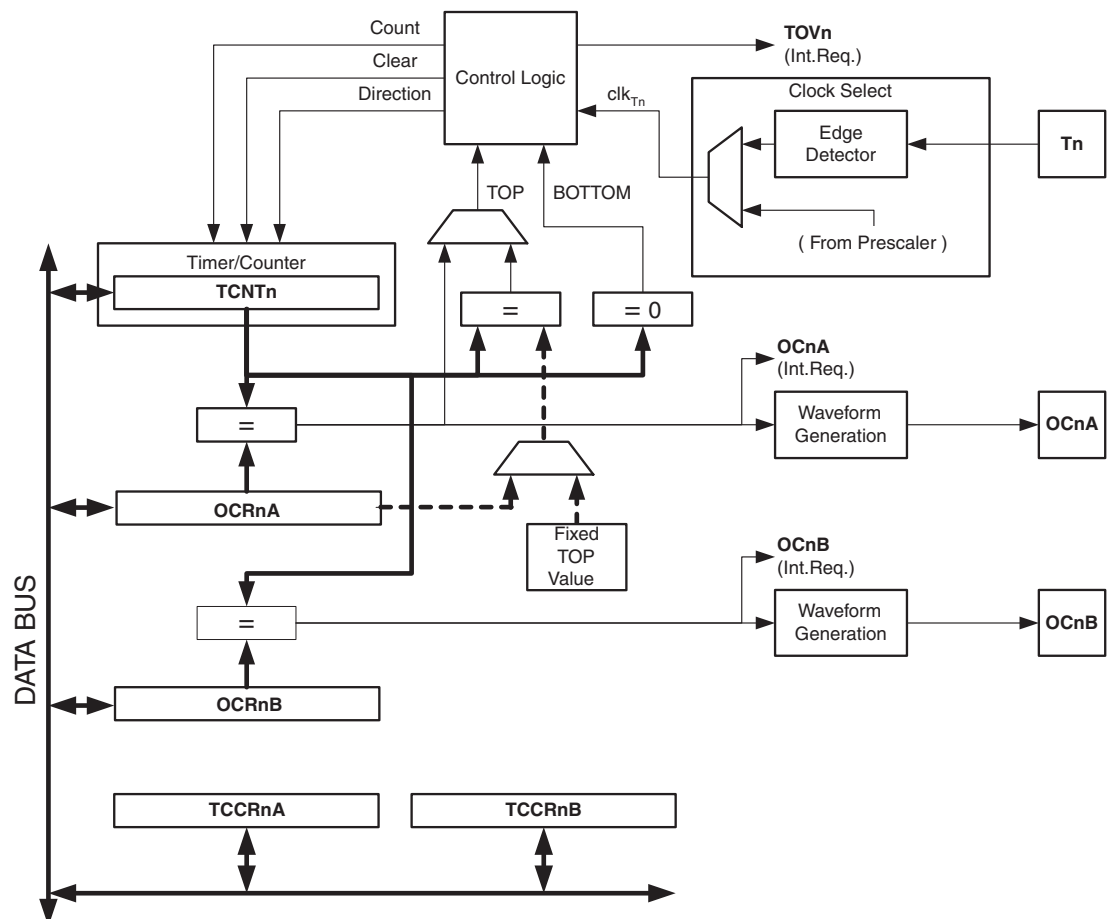 Count
Clear
Direction
Control Logic
TOVn
(Int.Req.)
clkTn
Clock Select
Edge
Detector
Tn
( From Prescaler )
TOP
BOTTOM
Timer/Counter
TCNTn
=
= 0
OCnA
(Int.Req.)
=
Waveform
Generation
OCnA
OCRnA
Fixed
TOP
Value
OCnB
(Int.Req.)
=
Waveform
Generation
OCnB
OCRnB
DATA BUS
TCCRnA
TCCRnB